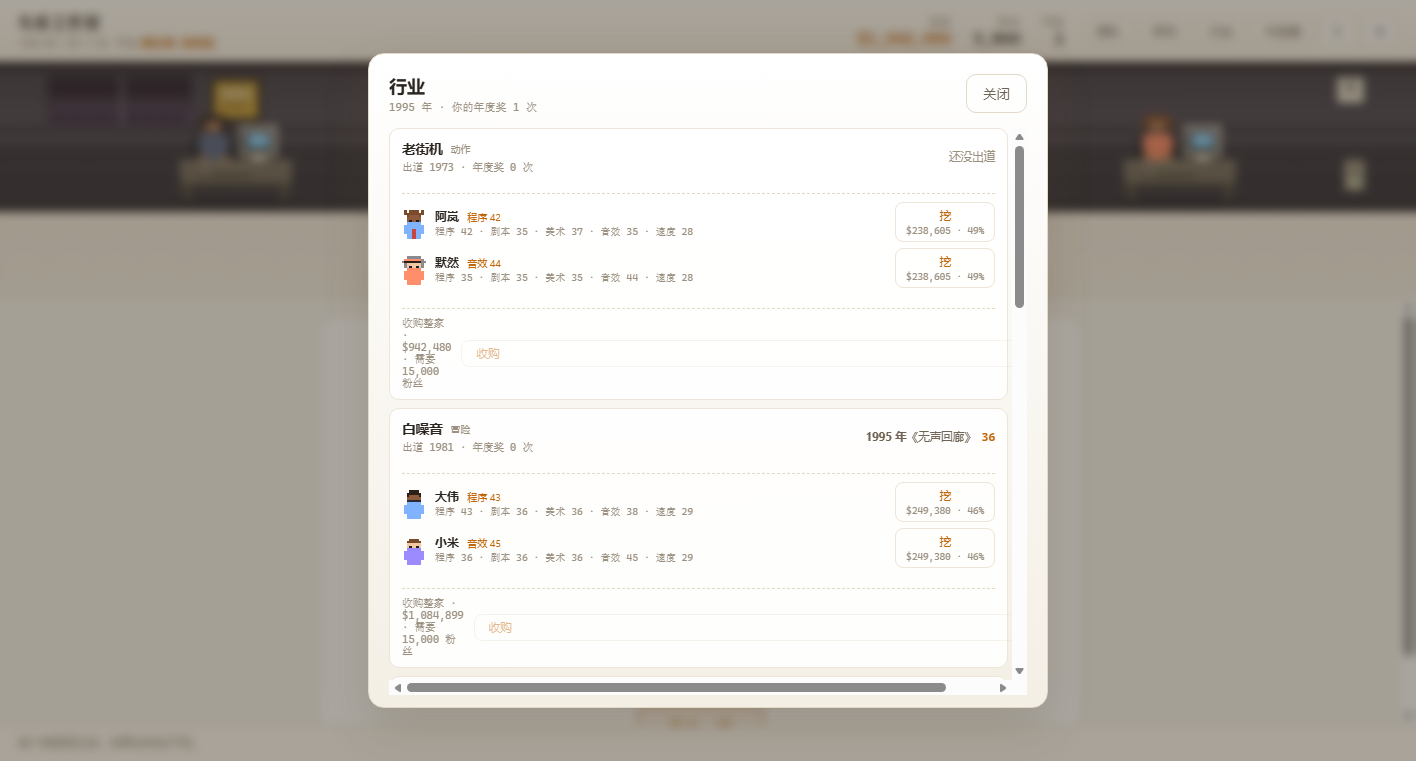 行业
1995 年 · 你的年度奖 1 次
关闭
老街机 动作
出道 1973 · 年度奖 0 次
还没出道
阿岚 程序 42
程序 42 · 剧本 35 · 美术 37 · 音效 35 · 速度 28
挖
$238,605 · 49%
默然 音效 44
程序 35 · 剧本 35 · 美术 35 · 音效 44 · 速度 28
挖
$238,605 · 49%
收购整家
·
$942,480
· 需要
15,000
粉丝
收购
白噪音 冒险
出道 1981 · 年度奖 0 次
1995 年《无声回廊》 36
大伟 程序 43
程序 43 · 剧本 36 · 美术 36 · 音效 38 · 速度 29
挖
$249,380 · 46%
小米 音效 45
程序 36 · 剧本 36 · 美术 36 · 音效 45 · 速度 29
挖
$249,380 · 46%
收购整家 ·
$1,084,899
· 需要
15,000 粉
丝
收购